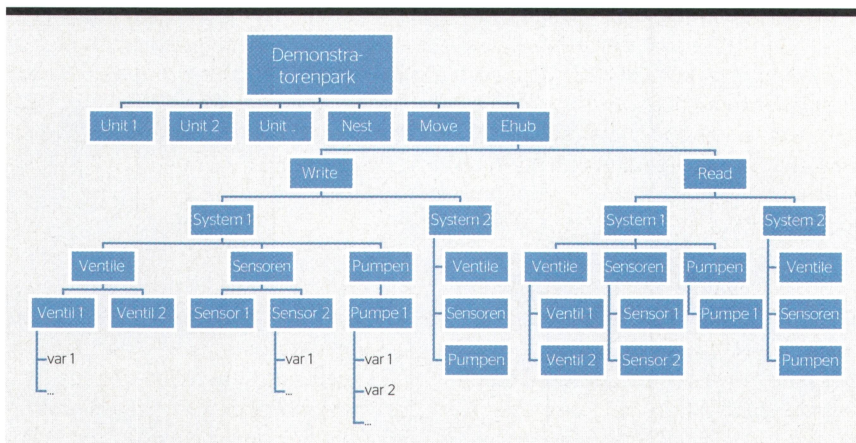 Demonstra-
torenpark
Unit 1 Unit 2 Unit . Nest Move Ehub
Write Read
System 1 System 2 System 1 System 2
Ventile Sensoren Pumpen Ventile Ventile Sensoren Pumpen Ventile
Ventil 1 Ventil 2 Sensor 1 Sensor 2 Pumpe 1 Sensoren Ventil 1 Sensor 1 Pumpe 1 Sensoren
var 1 var 1 var 1 Pumpen Ventil 2 Sensor 2 Pumpen
... ... var 2
...